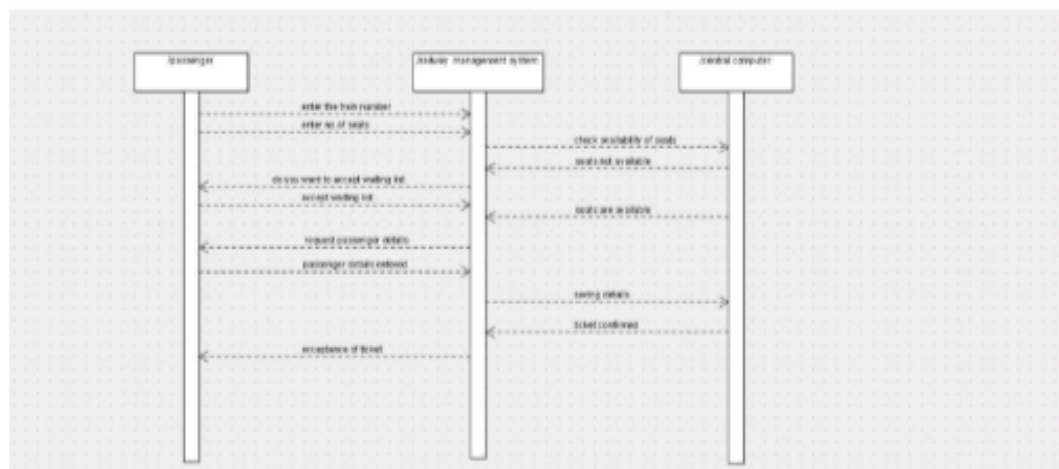 /passenger
/railway management system
/central computer
enter the train number
enter no of seats
check availability of seats
seats not available
do you want to accept waiting list
accept waiting list
seats are available
request passenger details
passenger details entered
saving details
ticket confirmed
acceptance of ticket